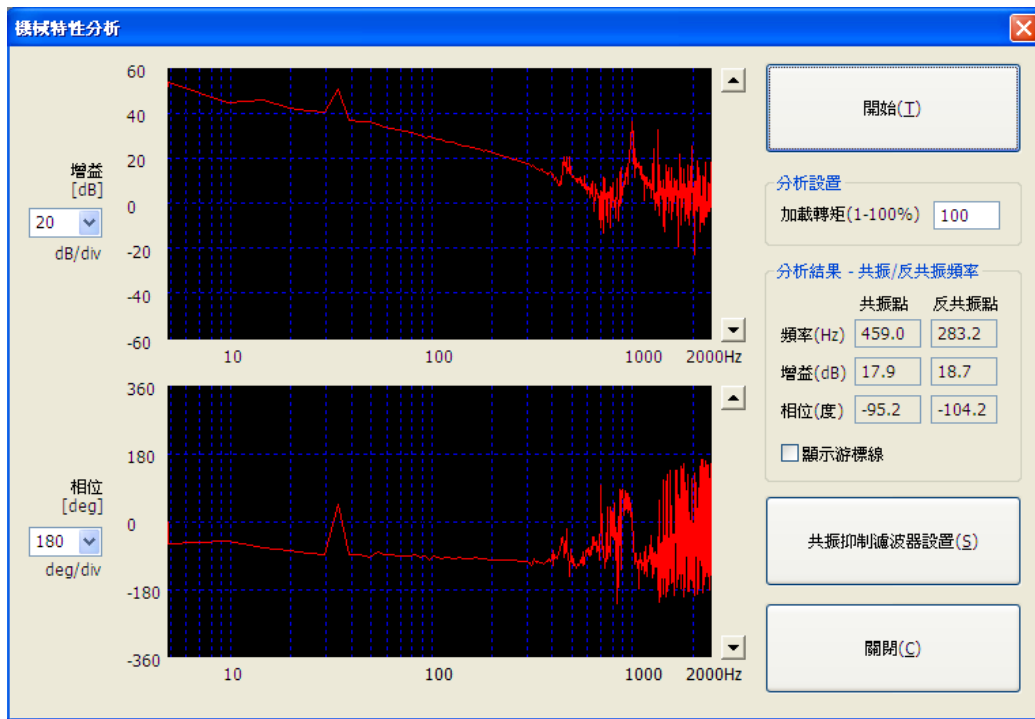 機械特性分析
60
40
20
0
-20
-40
-60
增益
[dB]
20
dB/div
10
100
1000
2000Hz
360
180
0
-180
-360
相位
[deg]
180
deg/div
10
100
1000
2000Hz
開始(T)
分析設置
加載轉矩(1-100%) 100
分析結果 - 共振/反共振頻率
共振點 反共振點
頻率(Hz) 459.0 283.2
增益(dB) 17.9 18.7
相位(度) -95.2 -104.2
顯示游標線
共振抑制濾波器設置(S)
關閉(C)